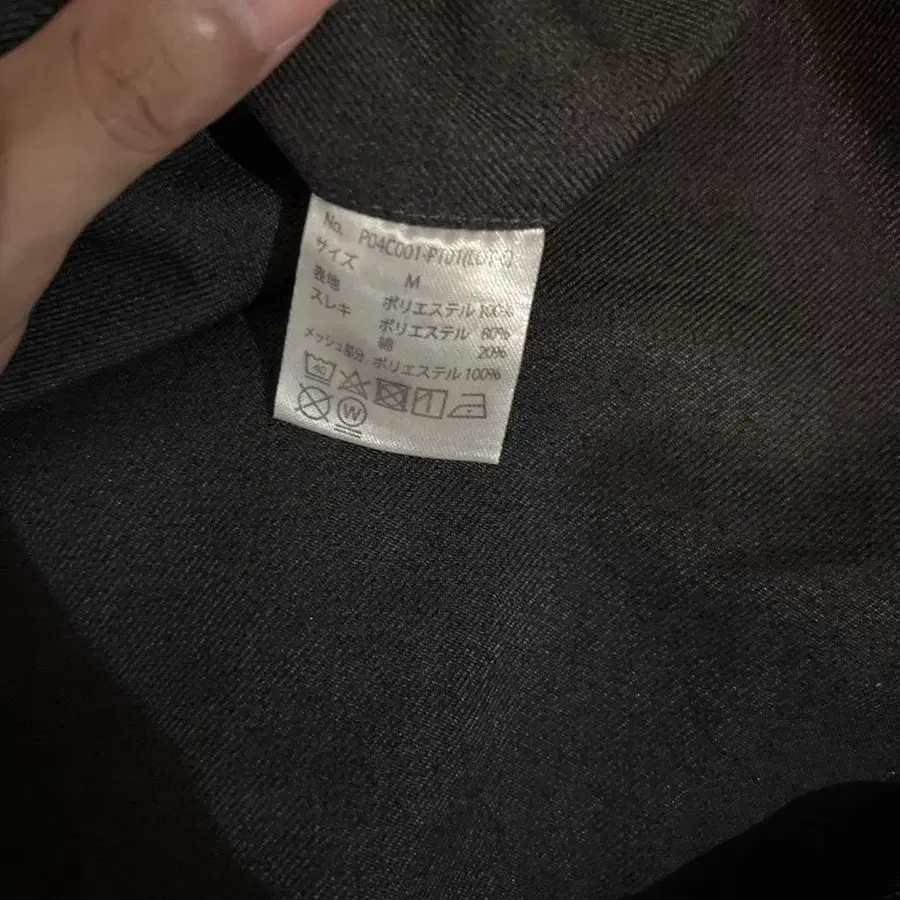 No. P04C001-P101(LOT-)
サイズ M
表地 ポリエステル 100%
スレキ ポリエステル 80%
綿 20%
メッシュ部分 ポリエステル 100%
40
W